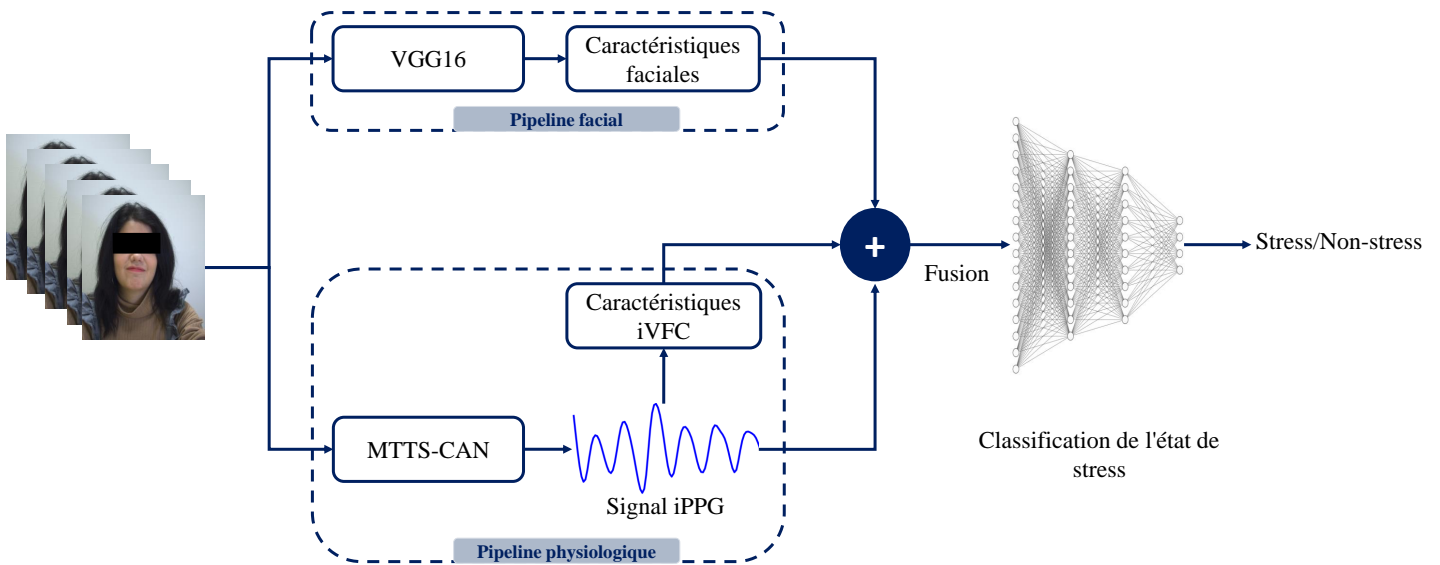 VGG16
Caractéristiques
faciales
Pipeline facial
+
Fusion
Stress/Non-stress
Caractéristiques
iVFC
MTTS-CAN
Signal iPPG
Pipeline physiologique
Classification de l'état de
stress